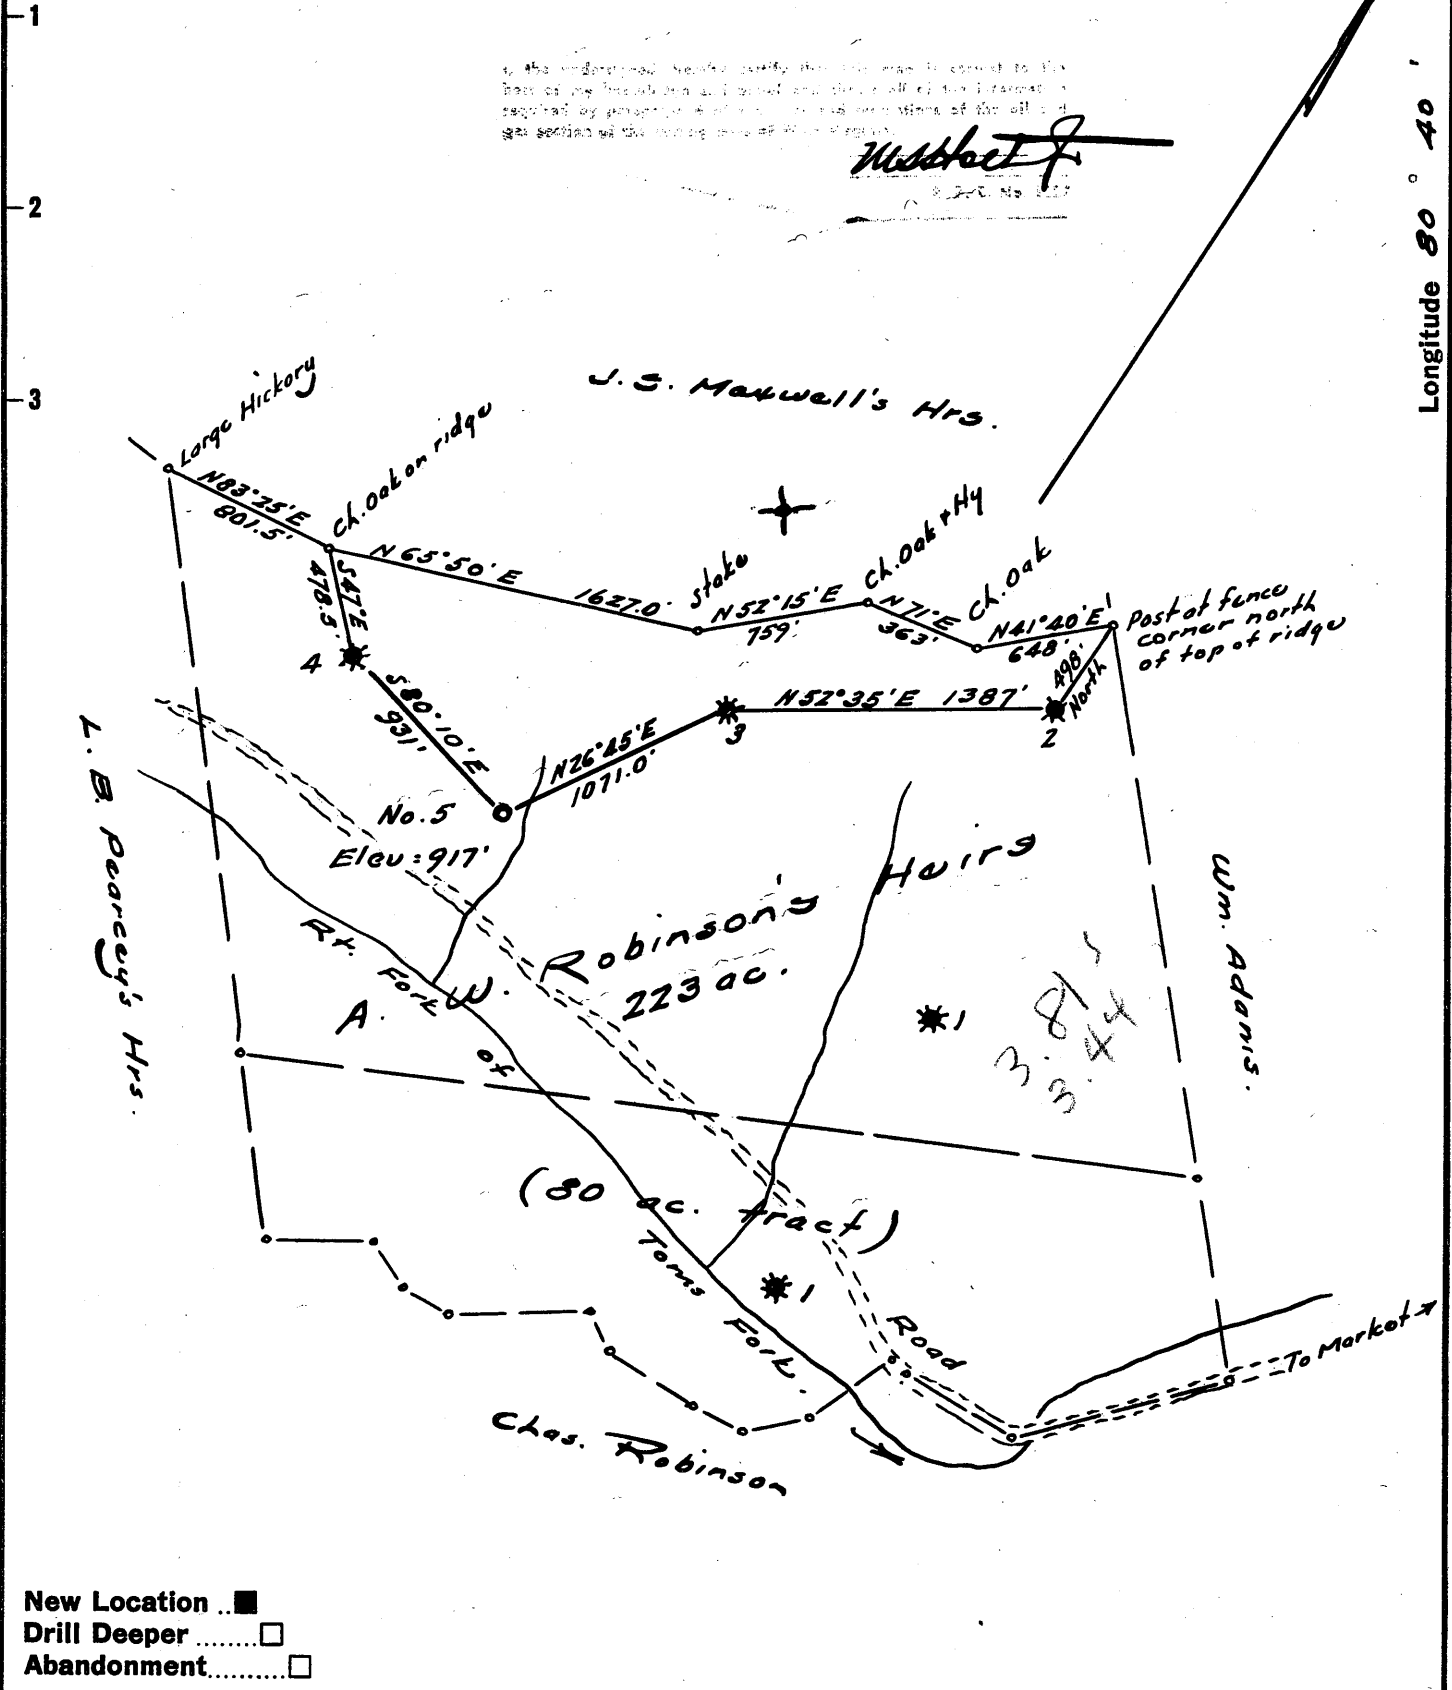 1
2
3
Longitude 80° 40'
J.S. Maxwell's Hrs.
Large Hickory
N83°25'E
801.5'
Ch. Oak on ridge
N 65°50' E
1627.0'
stake
N 52°15' E
759'
Ch. Oak & Hy
N 71° E
363'
Ch. Oak
N41°40'E
648'
Post at fence
corner north
of top of ridge
S47°E
478.5'
4
S80°10'E
931'
N26°45'E
1071.0'
3
N52°35'E 1387'
2
498'
North
No. 5
Elev = 917'
L. B. Pearcey's Hrs.
A. W. Robinson's Heirs
223 ac.
1
3.81
3.44
Wm. Adams.
Rt. Fork of Toms Fork.
(80 ac. tract)
1
Road
To Market
Chas. Robinson
New Location ..
Drill Deeper ........
Abandonment..........